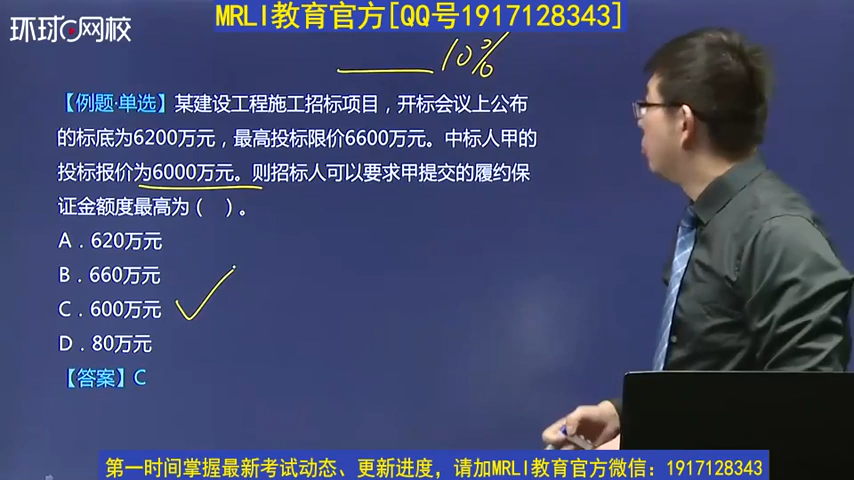 MRLI教育官方[QQ号1917128343]
环球网校
10%
【例题·单选】某建设工程施工招标项目，开标会议上公布
的标底为6200万元，最高投标限价6600万元。中标人甲的
投标报价为6000万元。则招标人可以要求甲提交的履约保
证金额度最高为（ ）。
A．620万元
B．660万元
C．600万元
D．80万元
【答案】C
第一时间掌握最新考试动态、更新进度，请加MRLI教育官方微信：1917128343